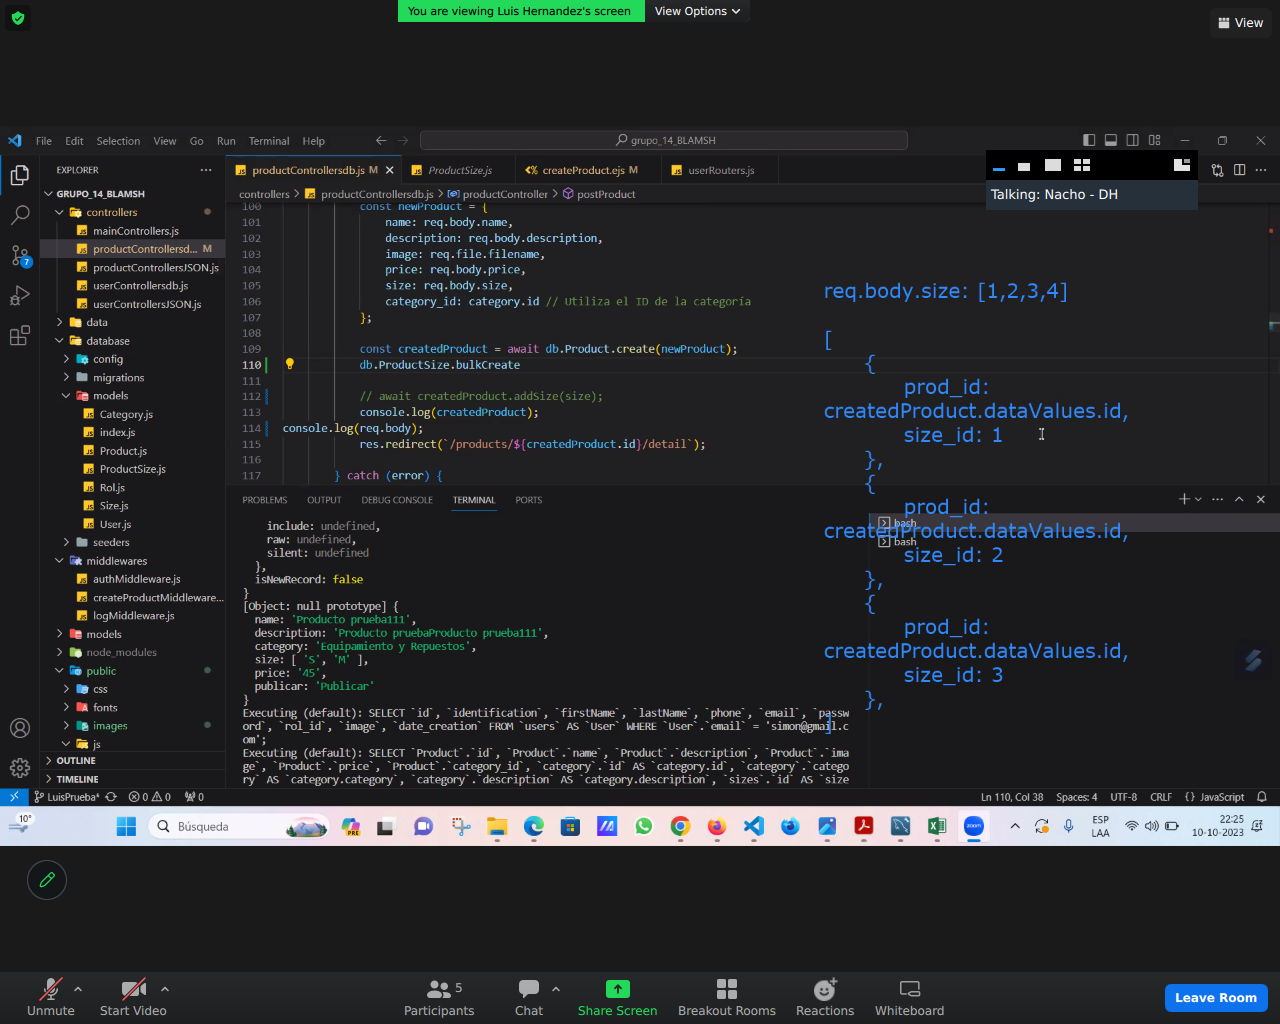 You are viewing Luis Hernandez's screen
View Options
View
File Edit Selection View Go Run Terminal Help
grupo_14_BLAMSH
EXPLORER
GRUPO_14_BLAMSH
controllers
mainControllers.js
productControllersd... M
productControllersJSON.js
userControllersdb.js
userControllersJSON.js
data
database
config
migrations
models
Category.js
index.js
Product.js
ProductSize.js
Rol.js
Size.js
User.js
seeders
middlewares
authMiddleware.js
createProductMiddleware...
logMiddleware.js
models
node_modules
public
css
fonts
images
js
OUTLINE
TIMELINE
7
productControllersdb.js M
ProductSize.js
createProduct.ejs M
userRouters.js
Talking: Nacho - DH
controllers > productControllersdb.js > productController > postProduct
100 const newProduct = {
101 name: req.body.name,
102 description: req.body.description,
103 image: req.file.filename,
104 price: req.body.price,
105 size: req.body.size,
106 category_id: category.id // Utiliza el ID de la categoría
107 };
108
109 const createdProduct = await db.Product.create(newProduct);
110 db.ProductSize.bulkCreate
111
112 // await createdProduct.addSize(size);
113 console.log(createdProduct);
114 console.log(req.body);
115 res.redirect(`/products/${createdProduct.id}/detail`);
116
117 } catch (error) {
req.body.size: [1,2,3,4]
[
{
prod_id:
createdProduct.dataValues.id,
size_id: 1
},
{
prod_id:
createdProduct.dataValues.id,
size_id: 2
},
{
prod_id:
createdProduct.dataValues.id,
size_id: 3
},
]
PROBLEMS OUTPUT DEBUG CONSOLE TERMINAL PORTS
bash
bash
include: undefined,
raw: undefined,
silent: undefined
},
isNewRecord: false
}
[Object: null prototype] {
name: 'Producto prueba111',
description: 'Producto pruebaProducto prueba111',
category: 'Equipamiento y Repuestos',
size: [ 'S', 'M' ],
price: '45',
publicar: 'Publicar'
}
Executing (default): SELECT `id`, `identification`, `firstName`, `lastName`, `phone`, `email`, `passw
ord`, `rol_id`, `image`, `date_creation` FROM `users` AS `User` WHERE `User`.`email` = 'simon@gmail.c
om';
Executing (default): SELECT `Product`.`id`, `Product`.`name`, `Product`.`description`, `Product`.`ima
ge`, `Product`.`price`, `Product`.`category_id`, `category`.`id` AS `category.id`, `category`.`catego
ry` AS `category.category`, `category`.`description` AS `category.description`, `sizes`.`id` AS `size
LuisPrueba* 0 0 0
Ln 110, Col 38 Spaces: 4 UTF-8 CRLF {} JavaScript
10°
Búsqueda
PRE
zoom
ESP
LAA
22:25
10-10-2023
Unmute
Start Video
Participants 5
Chat
Share Screen
Breakout Rooms
Reactions
Whiteboard
Leave Room